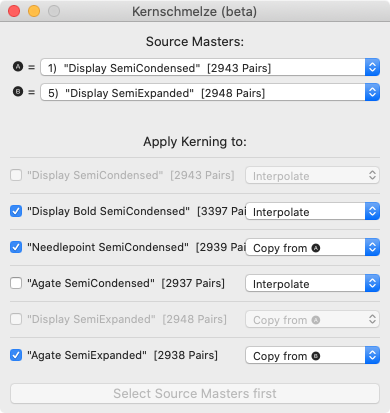 Kernschmelze (beta)
Source Masters:
🅐 = 1) "Display SemiCondensed" [2943 Pairs]
🅑 = 5) "Display SemiExpanded" [2948 Pairs]
Apply Kerning to:
"Display SemiCondensed" [2943 Pairs] Interpolate
"Display Bold SemiCondensed" [3397 Pai Interpolate
"Needlepoint SemiCondensed" [2939 Pai Copy from 🅐
"Agate SemiCondensed" [2937 Pairs] Interpolate
"Display SemiExpanded" [2948 Pairs] Copy from 🅐
"Agate SemiExpanded" [2938 Pairs] Copy from 🅑
Select Source Masters first